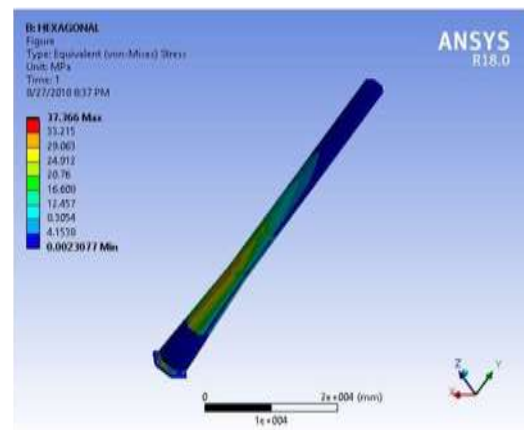 B: HEXAGONAL
Figure
Type: Equivalent (von-Mises) Stress
Unit: MPa
Time: 1
8/27/2018 8:37 PM
37.366 Max
33.215
29.063
24.912
20.76
16.608
12.457
8.3054
4.1538
0.0023077 Min
ANSYS
R18.0
0
2e+004 (mm)
1e+004
Z
Y
X